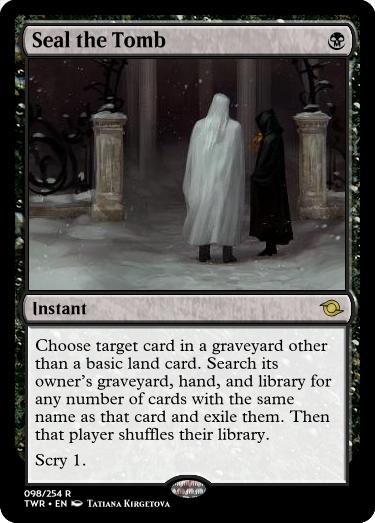 Seal the Tomb
Instant
Choose target card in a graveyard other
than a basic land card. Search its
owner's graveyard, hand, and library for
any number of cards with the same
name as that card and exile them. Then
that player shuffles their library.
Scry 1.
098/254 R
TWR • EN Tatiana Kirgetova